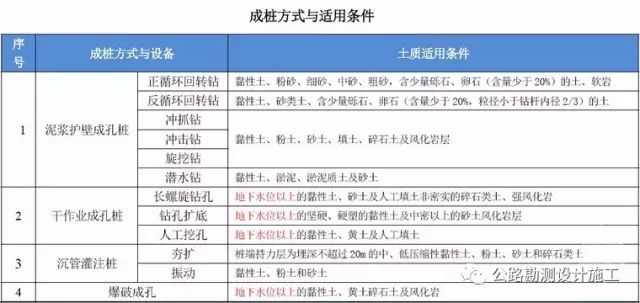 成桩方式与适用条件
序号 成桩方式与设备 土质适用条件
1 泥浆护壁成孔桩 正循环回转钻 黏性土、粉砂、细砂、中砂、粗砂，含少量砾石、卵石（含量少于20%）的土、软岩
反循环回转钻 黏性土、砂类土、含少量砾石、卵石（含量少于20%，粒径小于钻杆内径2/3）的土
冲抓钻
冲击钻 黏性土、粉土、砂土、填土、碎石土及风化岩层
旋挖钻
潜水钻 黏性土、淤泥、淤泥质土及砂土
2 干作业成孔桩 长螺旋钻孔 地下水位以上的黏性土、砂土及人工填土非密实的碎石类土、强风化岩
钻孔扩底 地下水位以上的坚硬、硬塑的黏性土及中密以上的砂土风化岩层
人工挖孔 地下水位以上的黏性土、黄土及人工填土
3 沉管灌注桩 夯扩 桩端持力层为埋深不超过20m的中、低压缩性黏性土、粉土、砂土和碎石类土
振动 黏性土、粉土和砂土
4 爆破成孔 地下水位以上的黏性土、黄土碎石土及风化岩
公路勘测设计施工